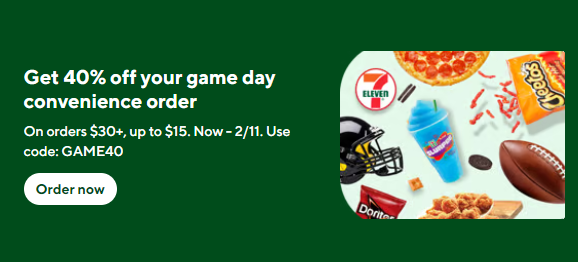 Get 40% off your game day
convenience order
On orders $30+, up to $15. Now - 2/11. Use
code: GAME40
Order now
7
ELEVEN
Cheetos
Doritos